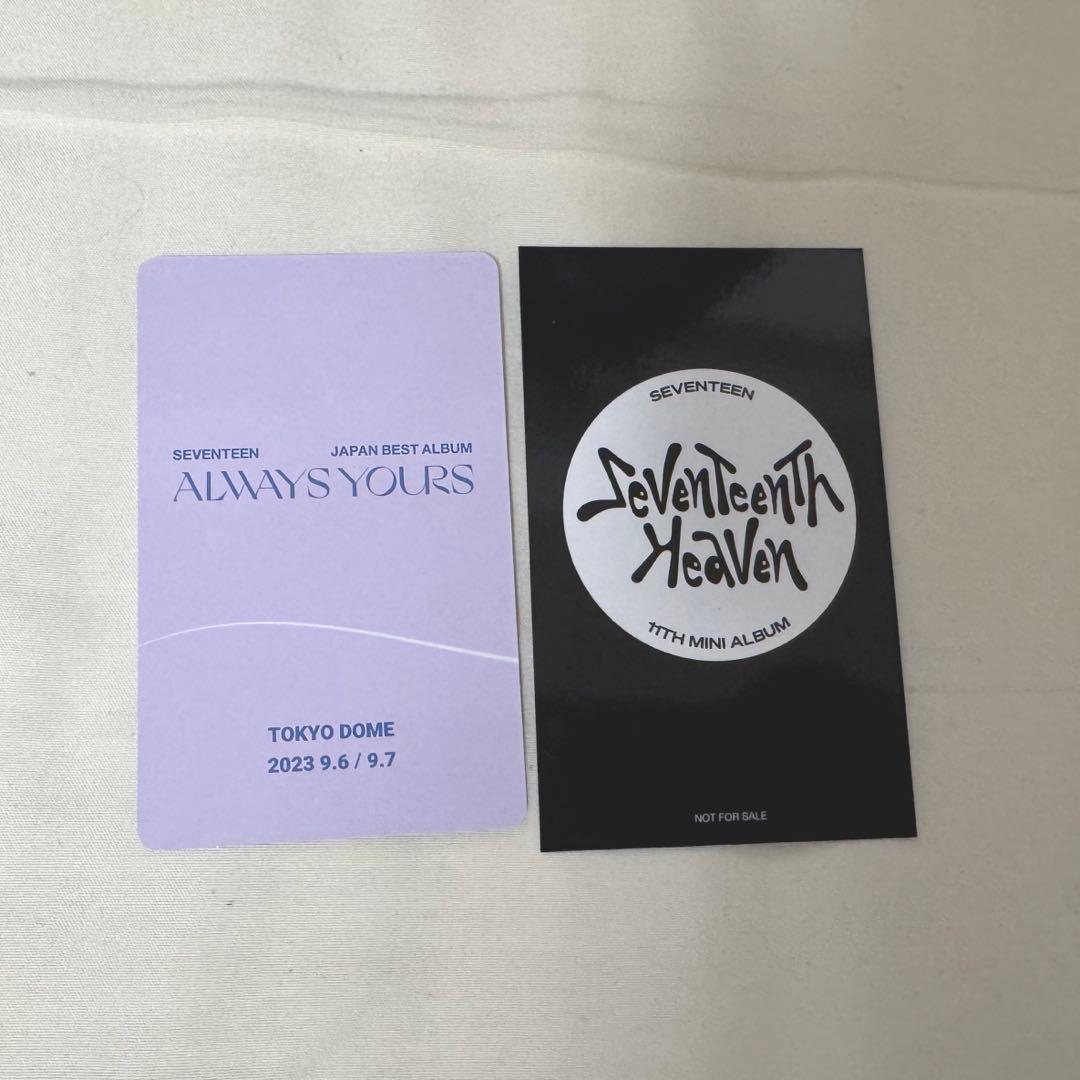 SEVENTEEN JAPAN BEST ALBUM
ALWAYS YOURS
TOKYO DOME
2023 9.6 / 9.7
SEVENTEEN
SevenTeenTh
Heaven
11TH MINI ALBUM
NOT FOR SALE